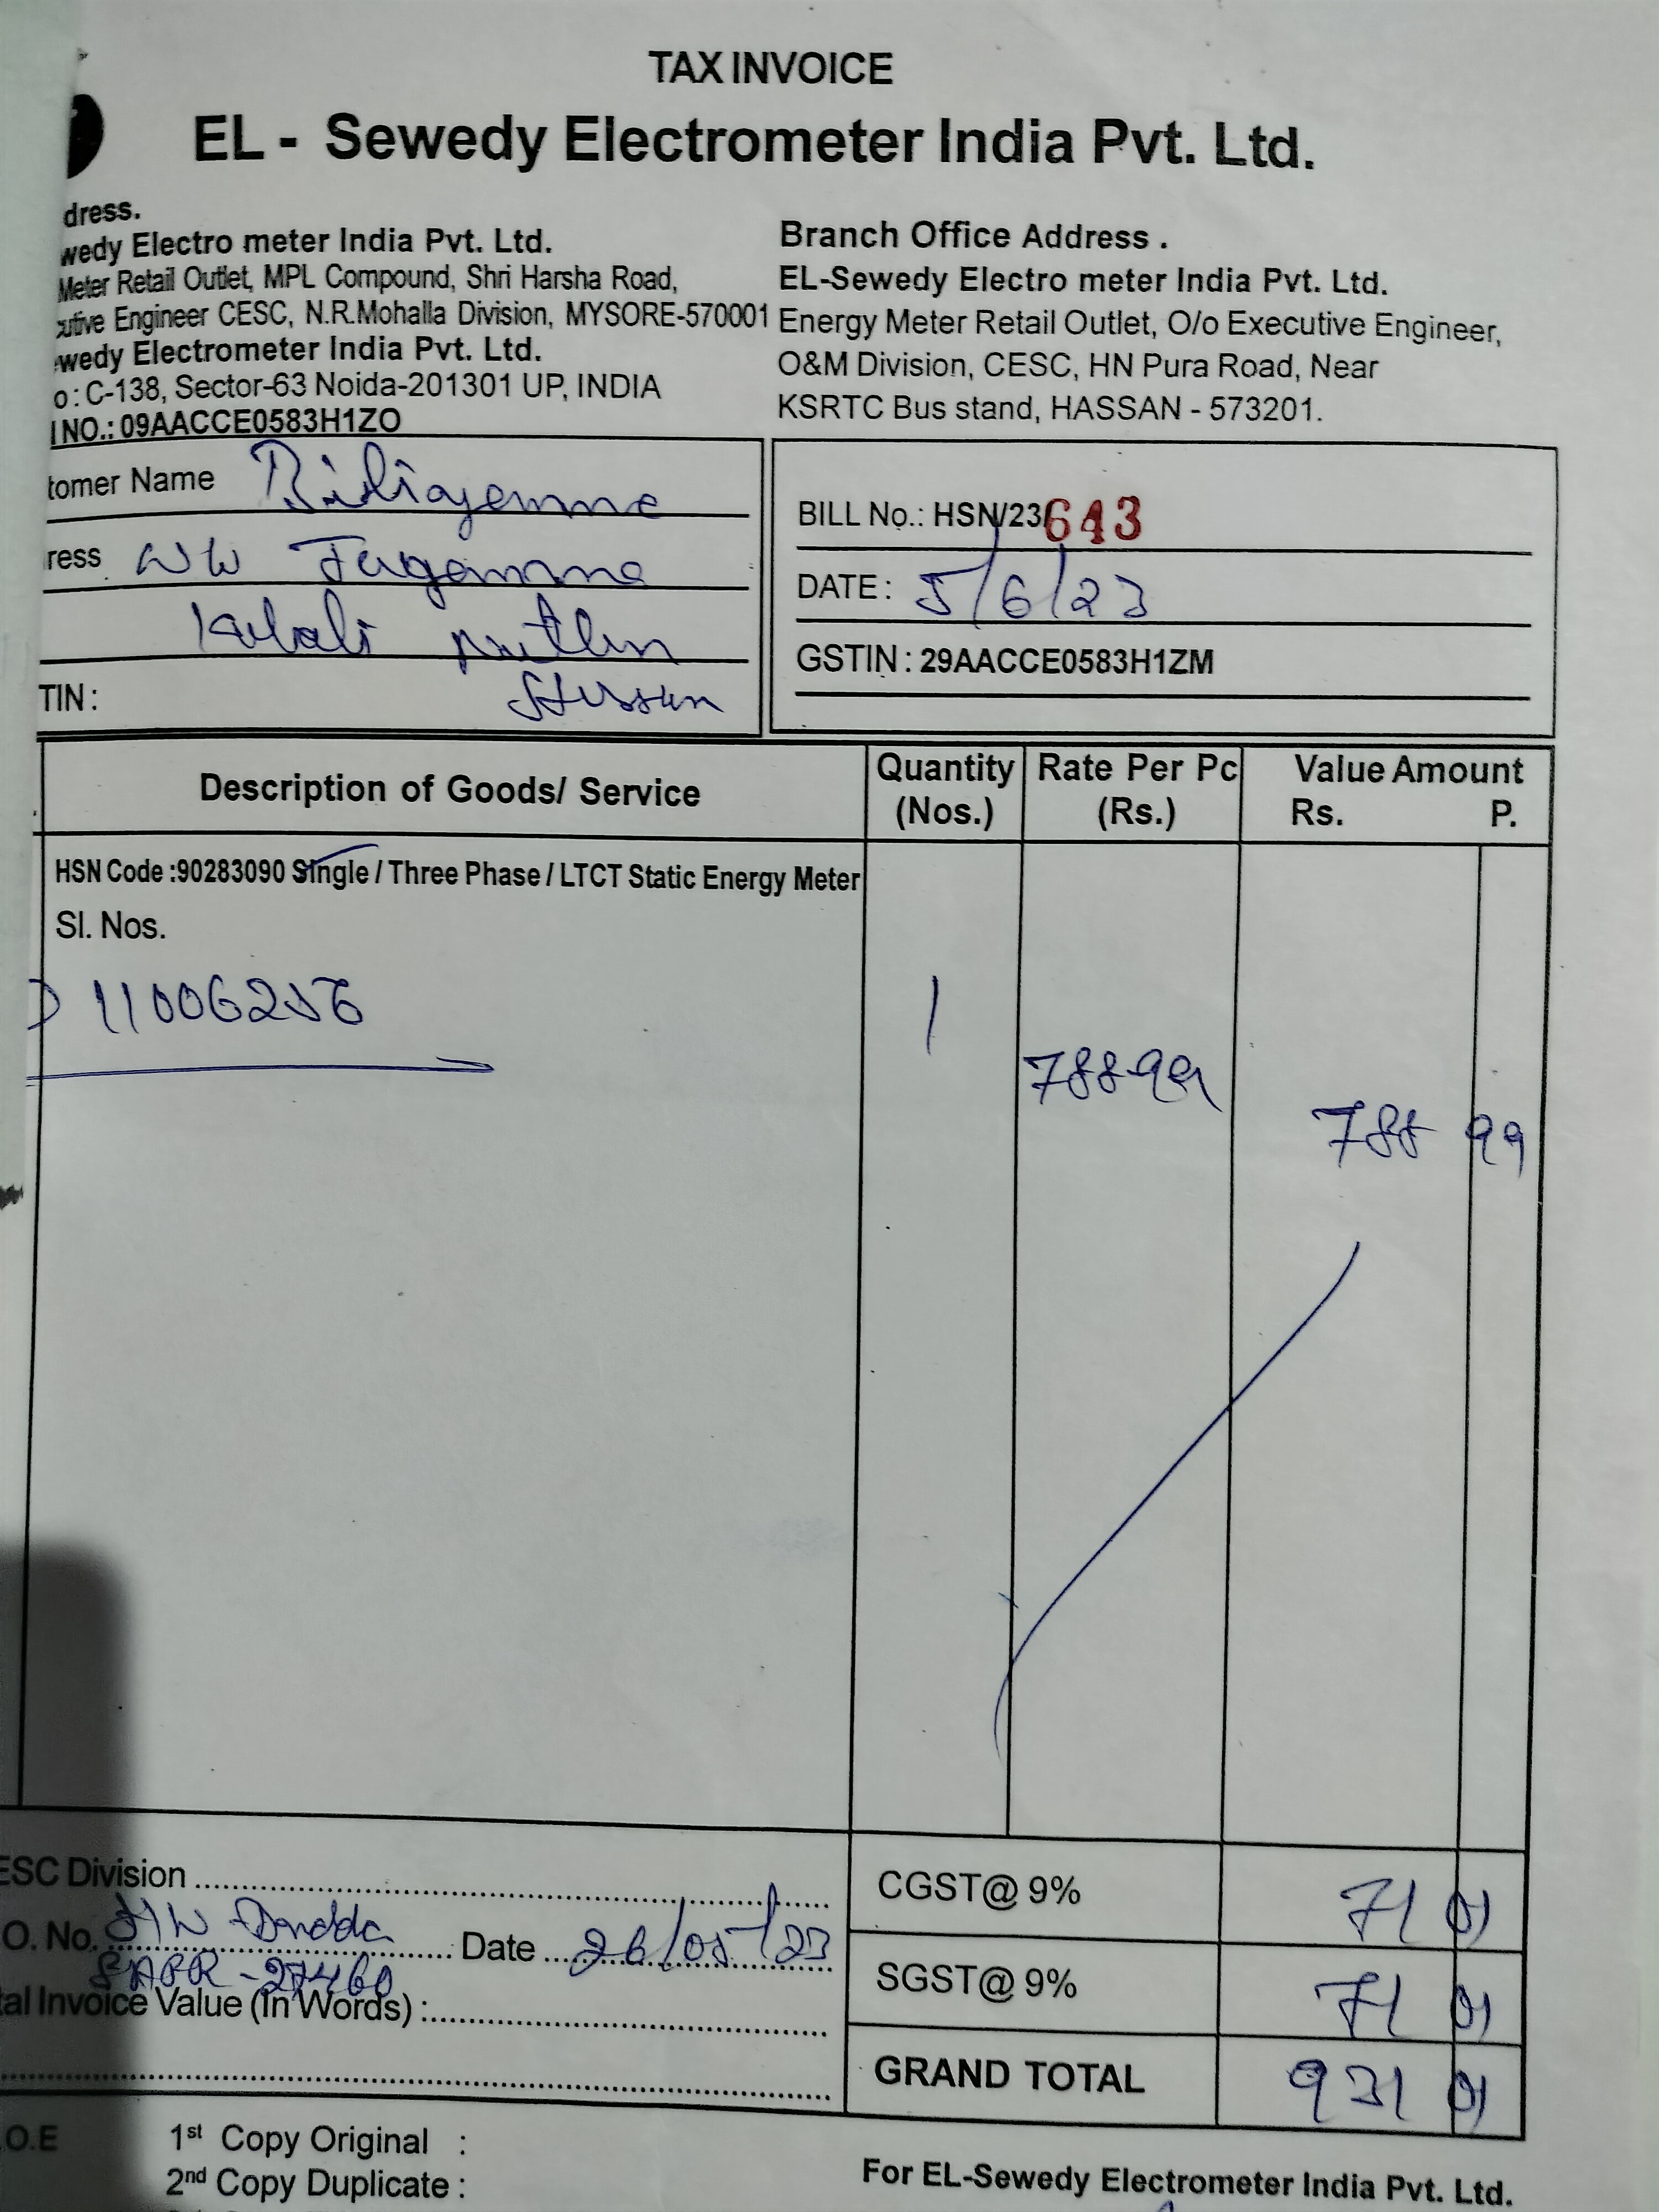 TAX INVOICE
EL - Sewedy Electrometer India Pvt. Ltd.
dress.
wedy Electro meter India Pvt. Ltd.
Meter Retail Outlet, MPL Compound, Shri Harsha Road,
utive Engineer CESC, N.R.Mohalla Division, MYSORE-570001
wedy Electrometer India Pvt. Ltd.
o : C-138, Sector-63 Noida-201301 UP, INDIA
NO.: 09AACCE0583H1ZO
Branch Office Address .
EL-Sewedy Electro meter India Pvt. Ltd.
Energy Meter Retail Outlet, O/o Executive Engineer,
O&M Division, CESC, HN Pura Road, Near
KSRTC Bus stand, HASSAN - 573201.
tomer Name
ress
TIN :
BILL No.: HSN/23 643
DATE : 5/6/23
GSTIN : 29AACCE0583H1ZM
Description of Goods/ Service
Quantity (Nos.)
Rate Per Pc (Rs.)
Value Amount
Rs. P.
HSN Code :90283090 Single / Three Phase / LTCT Static Energy Meter
Sl. Nos.
11006256
1
788 99
788 99
ESC Division
O. No. Date 26/05/23
SAPR - 27460
tal Invoice Value (In Words) :
CGST@ 9% 71 01
SGST@ 9% 71 01
GRAND TOTAL 931 01
.O.E
1st Copy Original :
2nd Copy Duplicate :
For EL-Sewedy Electrometer India Pvt. Ltd.